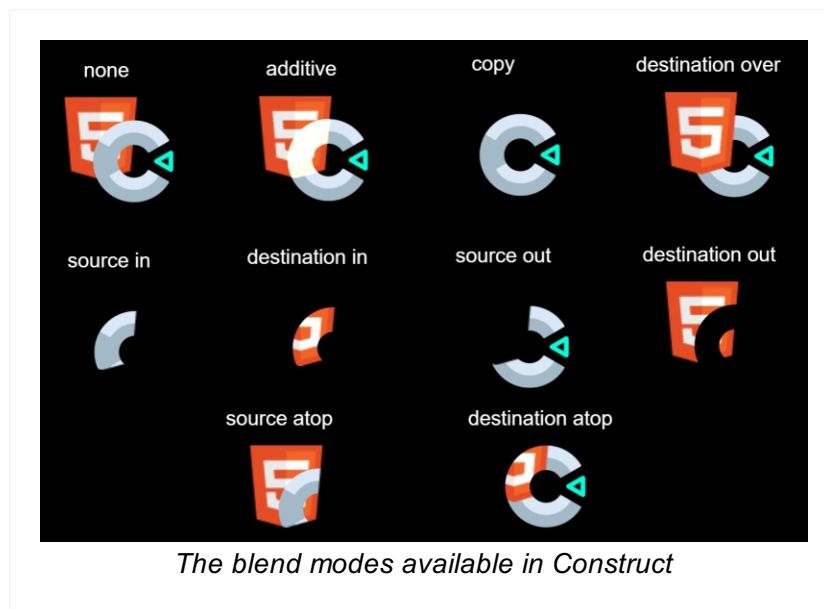 none
additive
copy
destination over
source in
destination in
source out
destination out
source atop
destination atop
The blend modes available in Construct